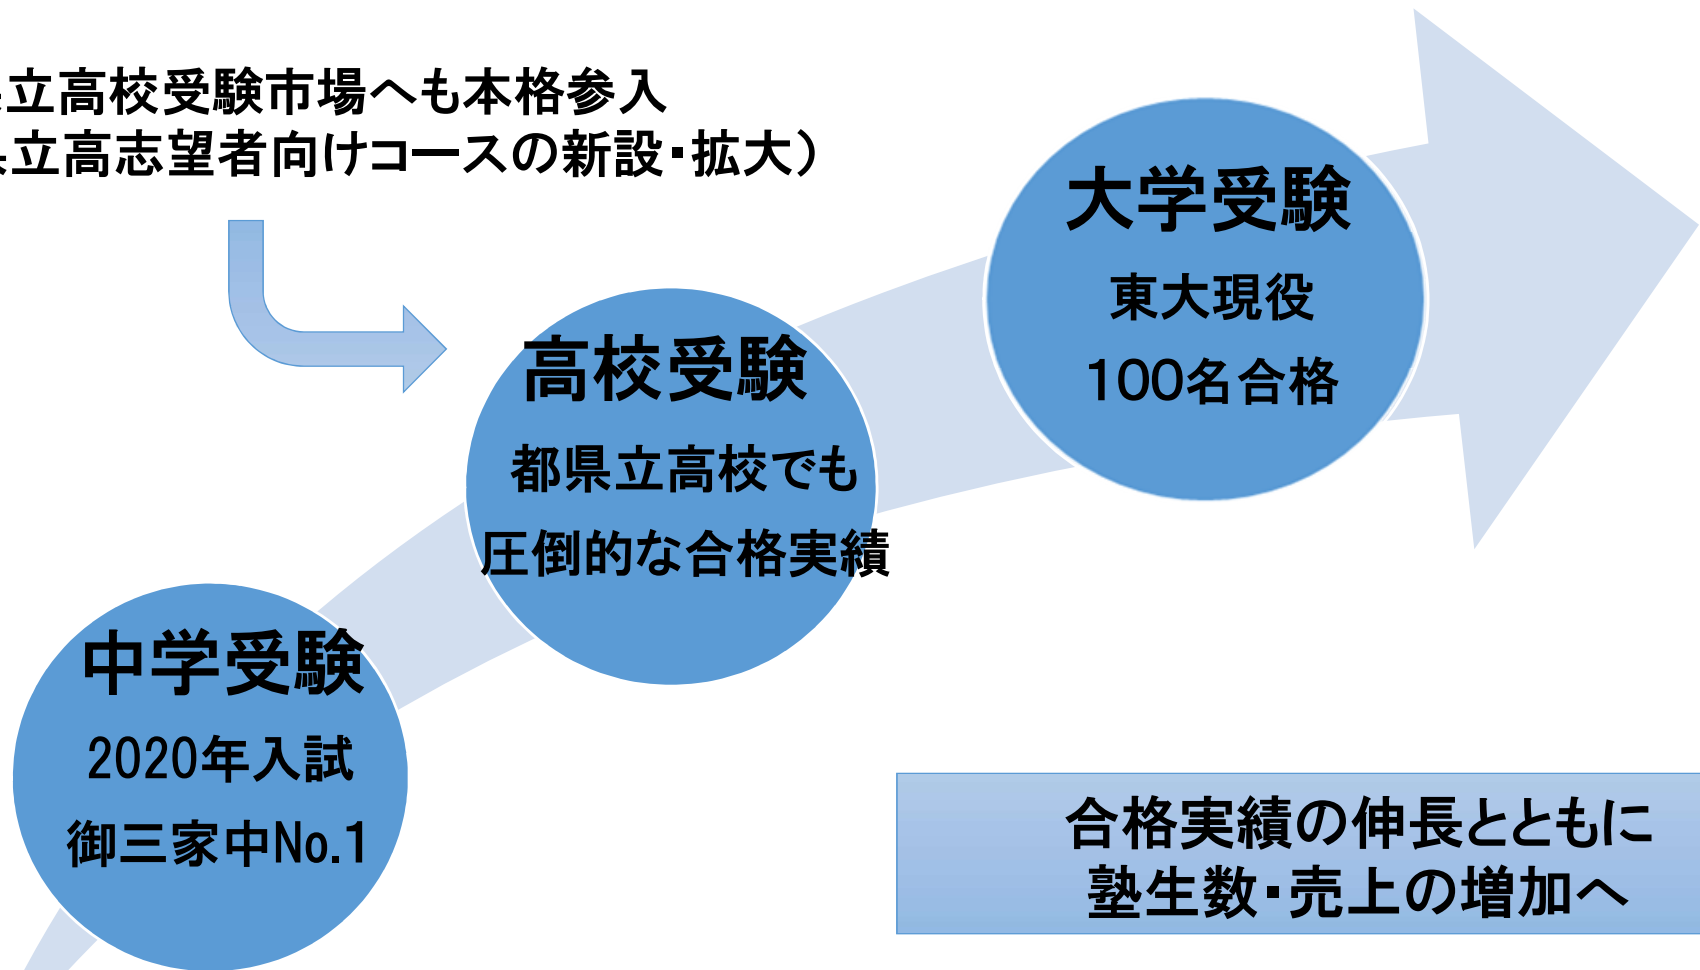 立高校受験市場へも本格参入
立高志望者向けコースの新設・拡大）
大学受験
東大現役
100名合格
高校受験
都県立高校でも
圧倒的な合格実績
中学受験
2020年入試
御三家中No.1
合格実績の伸長とともに
塾生数・売上の増加へ